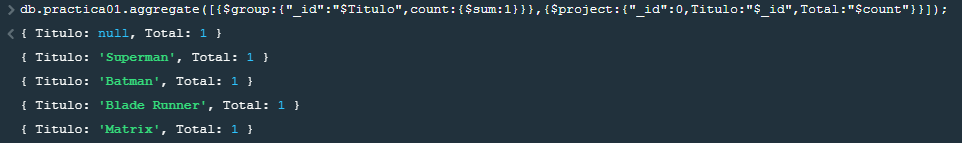 > db.practica01.aggregate([{$group:{"_id":"$Titulo",count:{$sum:1}}},{$project:{"_id":0,Titulo:"$_id",Total:"$count"}}]);
< { Titulo: null, Total: 1 }
{ Titulo: 'Superman', Total: 1 }
{ Titulo: 'Batman', Total: 1 }
{ Titulo: 'Blade Runner', Total: 1 }
{ Titulo: 'Matrix', Total: 1 }